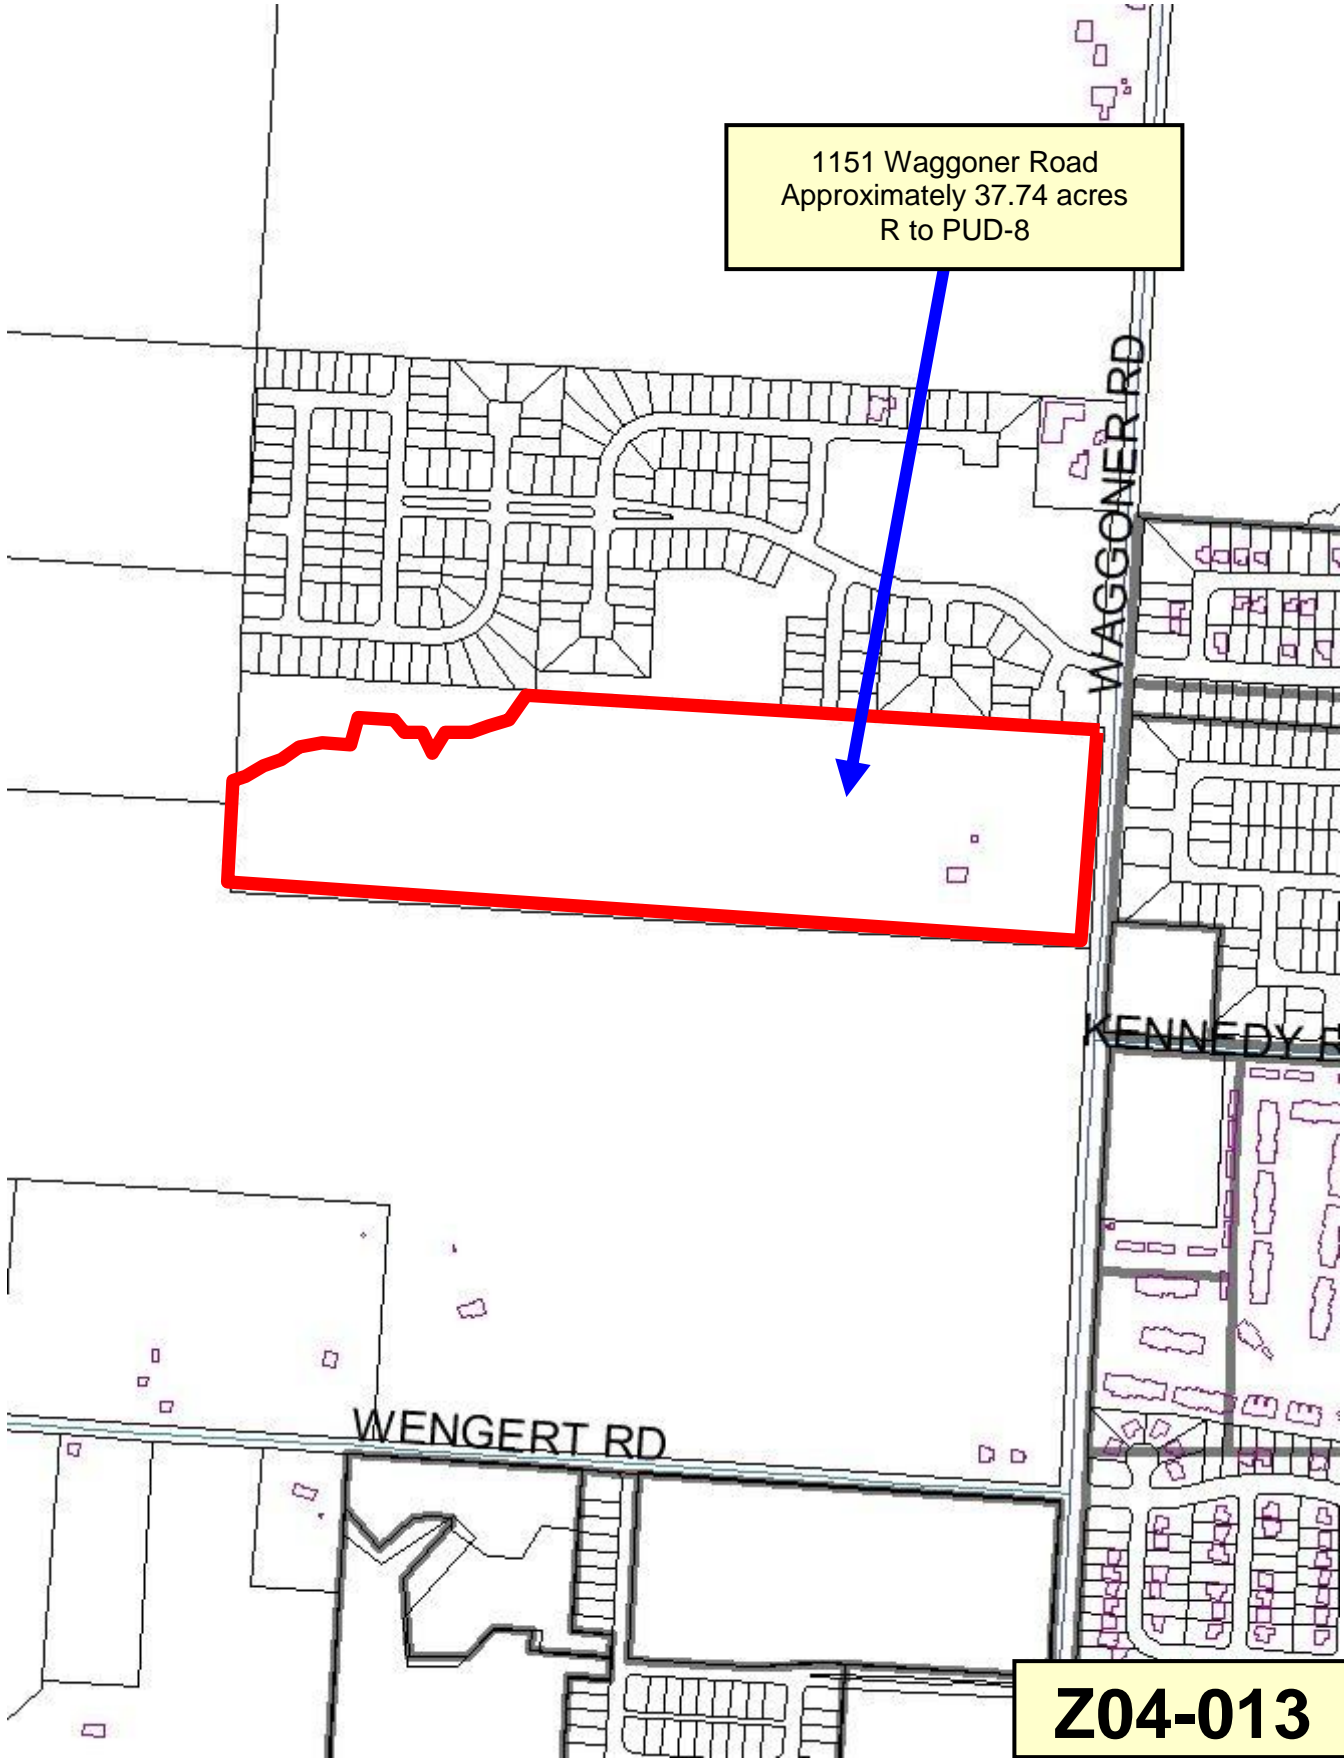 1151 Waggoner Road
Approximately 37.74 acres
R to PUD-8
WAGGONER RD
KENNEDY R
WENGERT RD
Z04-013